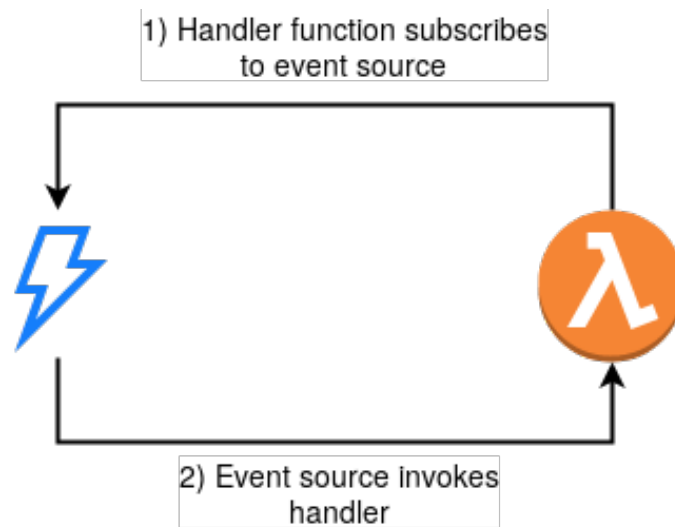 1) Handler function subscribes
to event source
λ
2) Event source invokes
handler